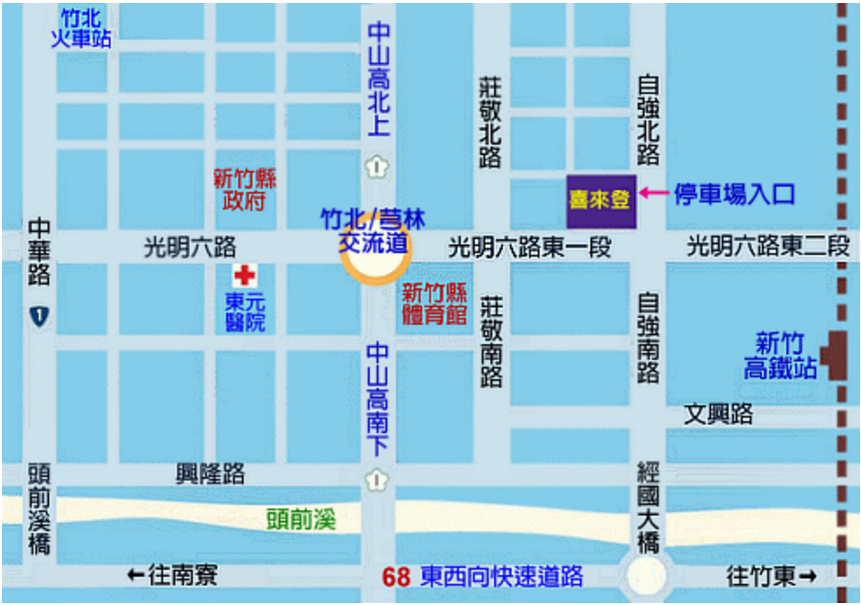 竹北
火車站
中山高北上
莊敬北路
自強北路
1
新竹縣
政府
喜來登
停車場入口
中華路
竹北/芎林
交流道
光明六路
光明六路東一段
光明六路東二段
東元
醫院
新竹縣
體育館
1
莊敬南路
自強南路
新竹
高鐵站
中山高南下
文興路
頭前溪橋
興隆路
1
經國大橋
頭前溪
←往南寮
68 東西向快速道路
往竹東→